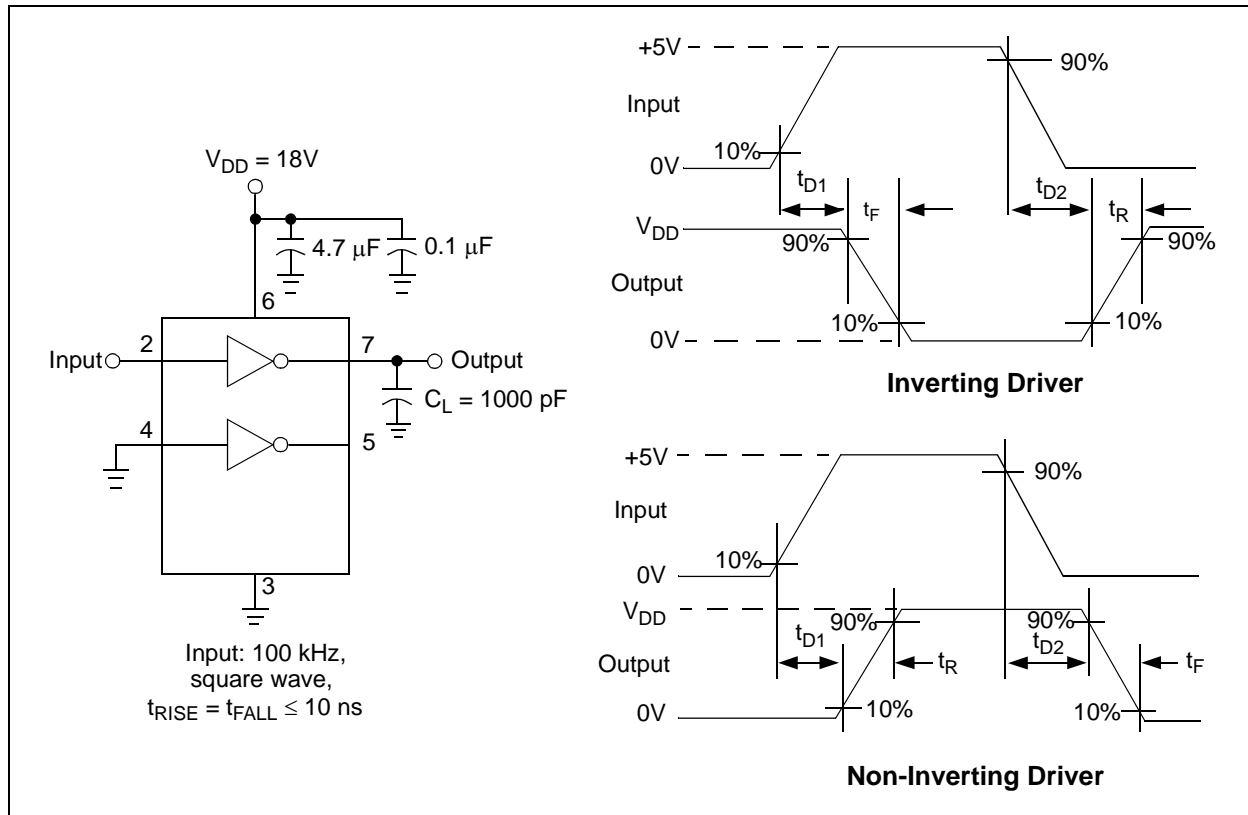 V_DD = 18V
4.7 μF
0.1 μF
6
Input
2
7
Output
C_L = 1000 pF
4
5
3
Input: 100 kHz,
square wave,
t_RISE = t_FALL ≤ 10 ns
+5V
90%
Input
10%
0V
t_D1
t_D2
t_F
t_R
V_DD
90%
90%
Output
10%
10%
0V
Inverting Driver
+5V
90%
Input
10%
0V
V_DD
90%
90%
t_D1
t_D2
Output
t_R
t_F
0V
10%
10%
Non-Inverting Driver